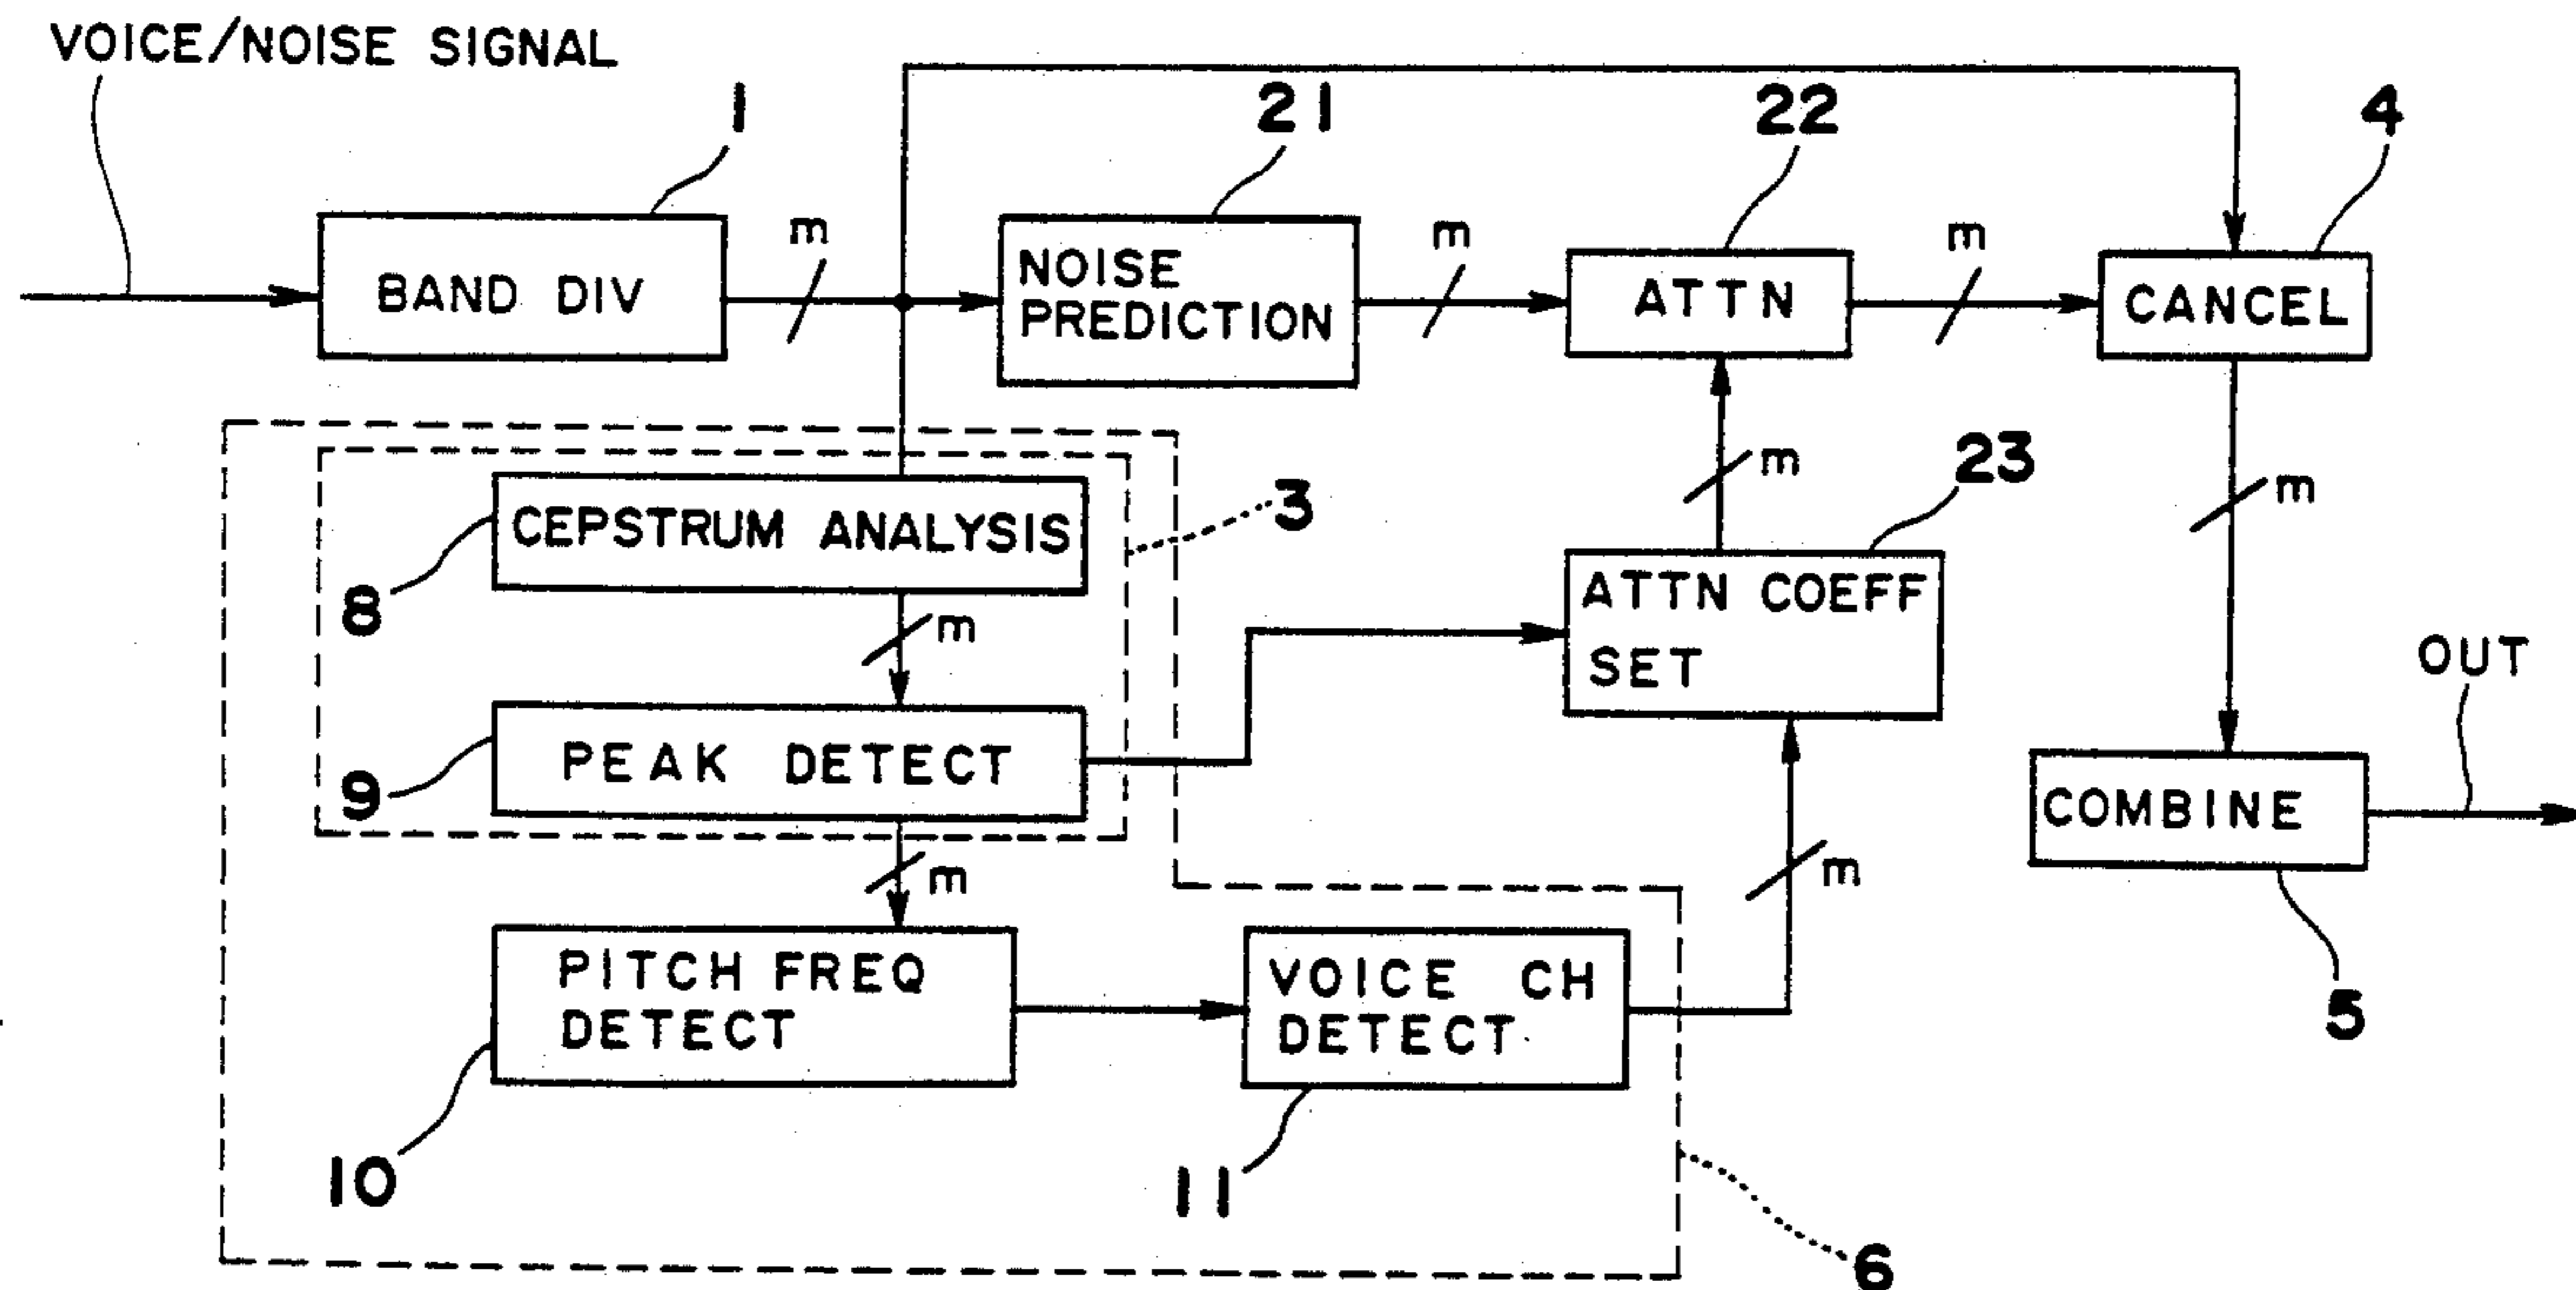 VOICE/NOISE SIGNAL
1
21
22
4
m
m
m
BAND DIV
NOISE
PREDICTION
ATTN
CANCEL
m
23
m
3
CEPSTRUM ANALYSIS
8
m
ATTN COEFF
SET
OUT
PEAK DETECT
9
COMBINE
m
m
5
PITCH FREQ
DETECT
VOICE CH
DETECT
10
11
6